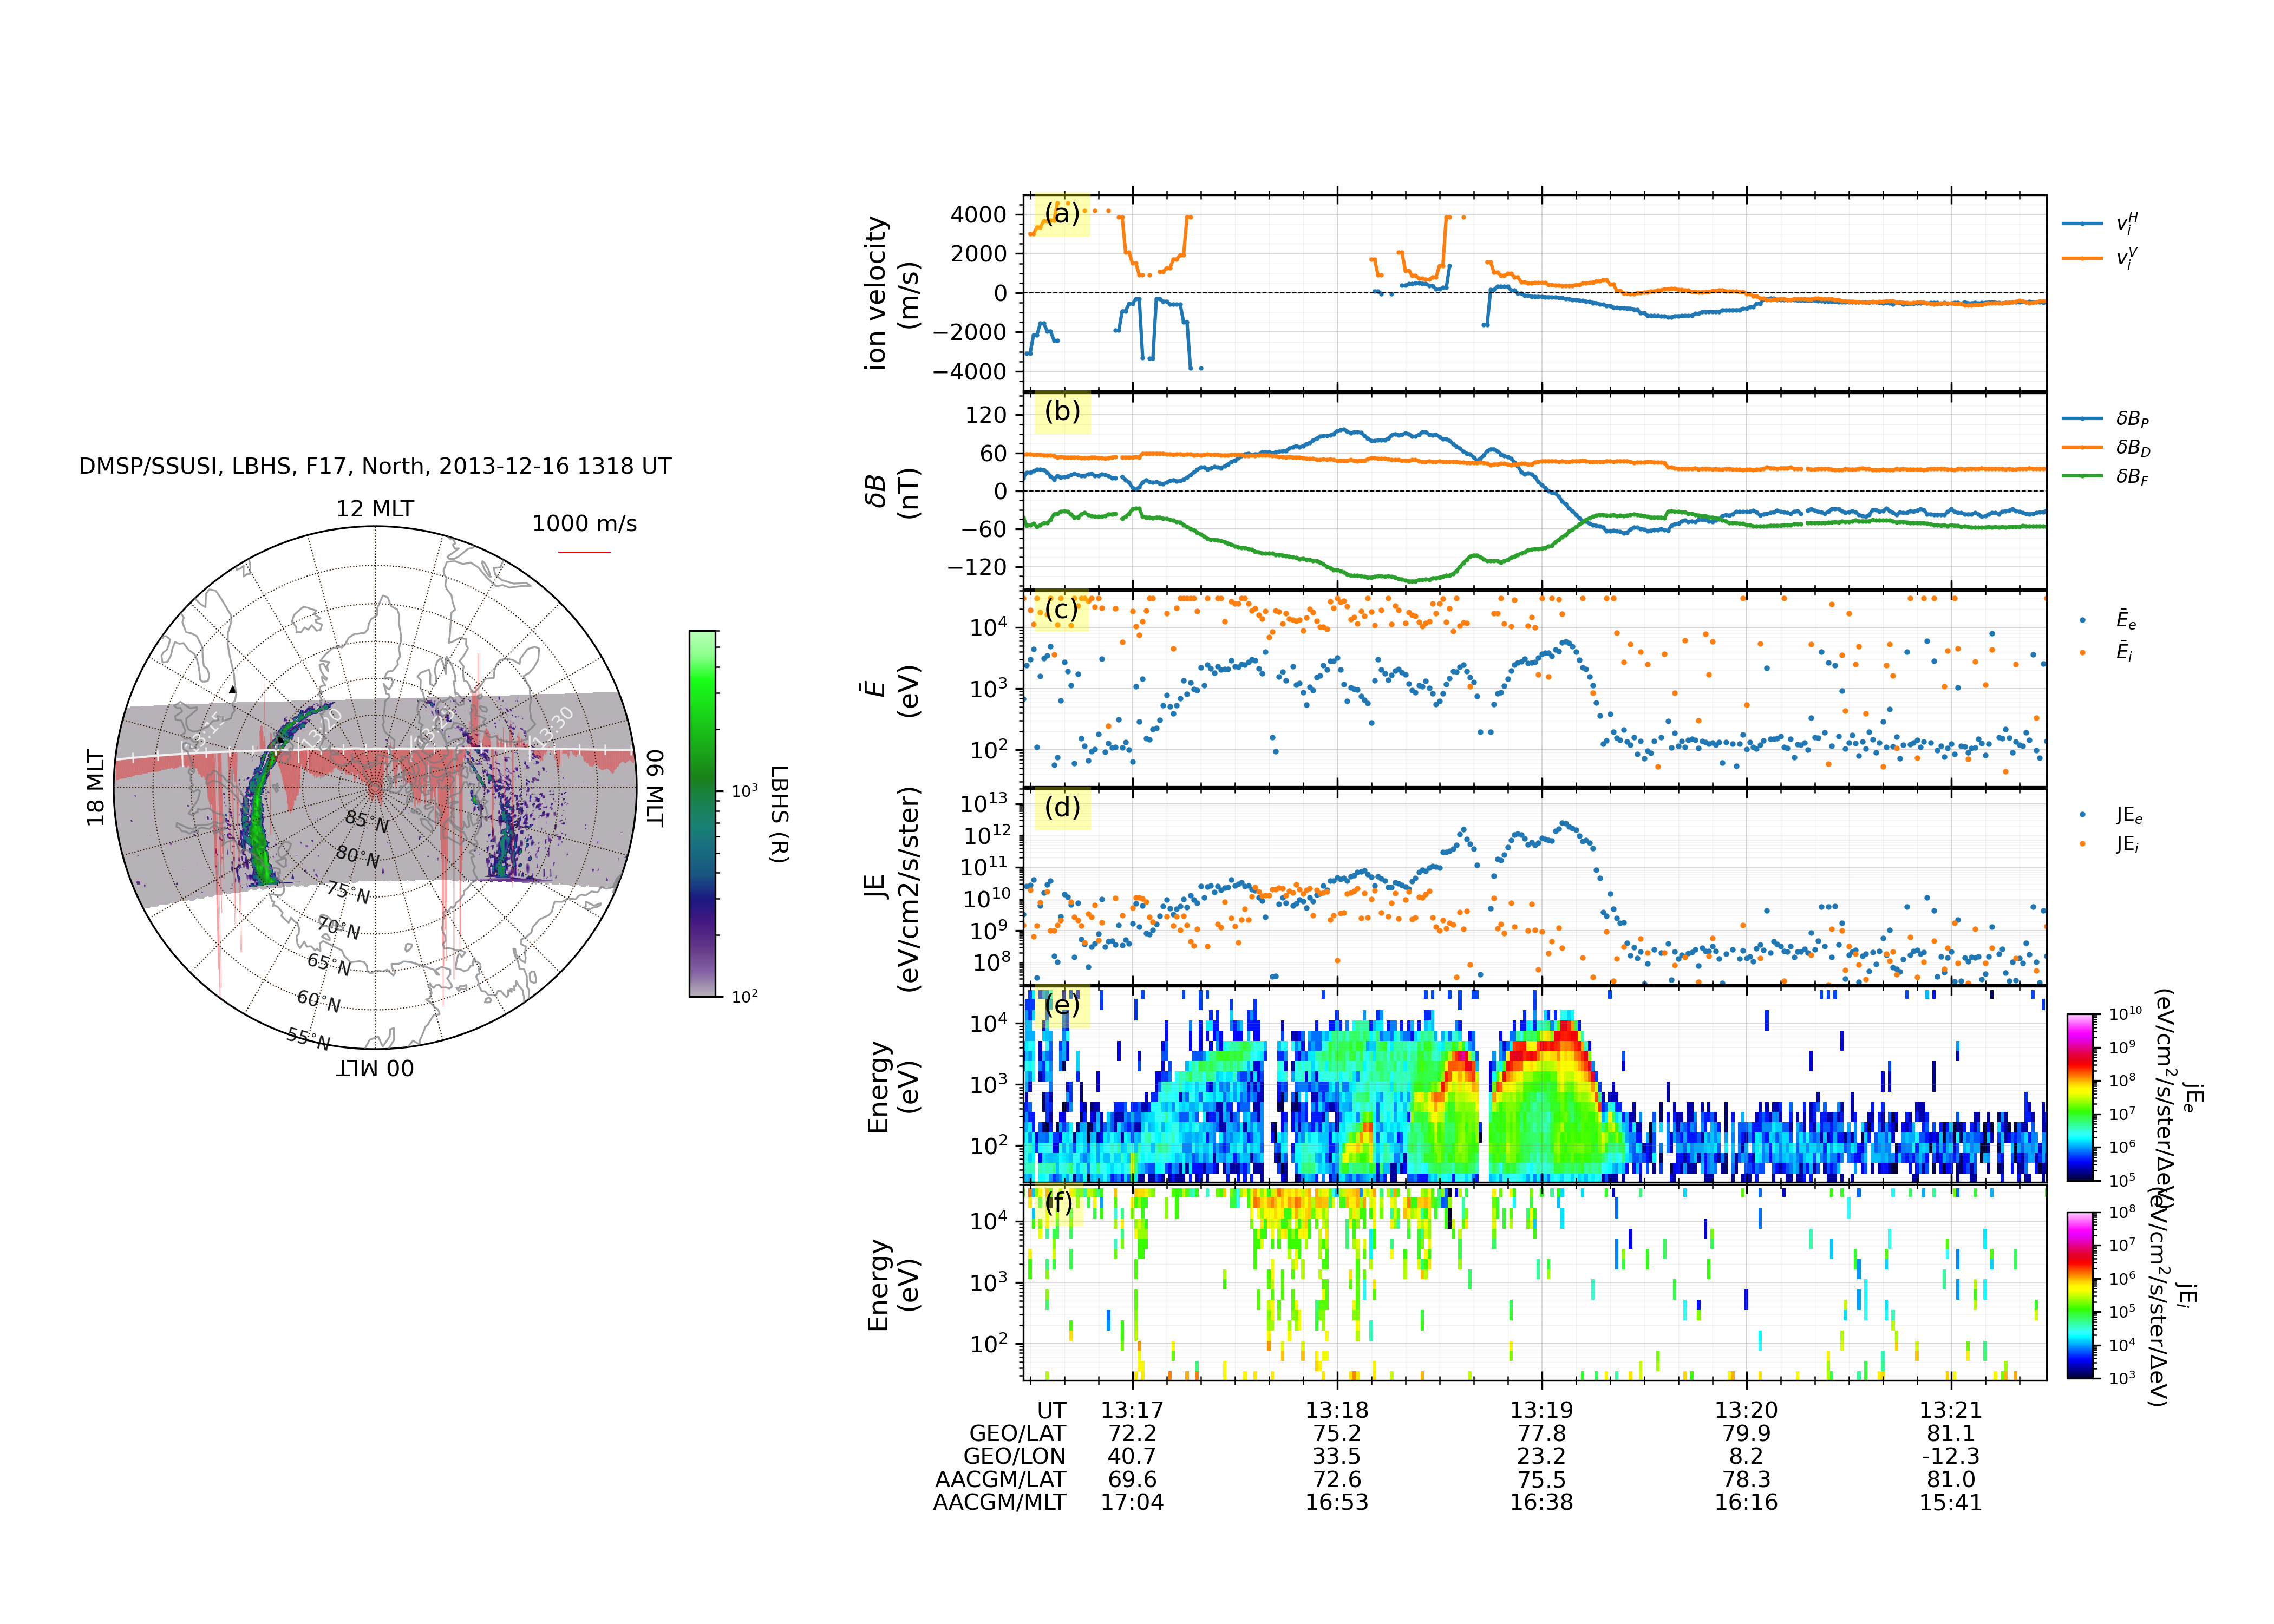 DMSP/SSUSI, LBHS, F17, North, 2013-12-16 1318 UT
12 MLT
1000 m/s
18 MLT
06 MLT
00 MLT
13:20
13:30
85°N
80°N
75°N
70°N
65°N
60°N
55°N
10³
10²
LBHS (R)
(a)
ion velocity
(m/s)
4000
2000
0
−2000
−4000
v_i^H
v_i^V
(b)
δB
(nT)
120
60
0
−60
−120
δB_P
δB_D
δB_F
(c)
Ē
(eV)
10⁴
10³
10²
Ē_e
Ē_i
(d)
JE
(eV/cm2/s/ster)
10¹³
10¹²
10¹¹
10¹⁰
10⁹
10⁸
JE_e
JE_i
(e)
Energy
(eV)
10⁴
10³
10²
10¹⁰
10⁹
10⁸
10⁷
10⁶
10⁵
jE_e
(eV/cm²/s/ster/ΔeV)
(f)
Energy
(eV)
10⁴
10³
10²
10⁸
10⁷
10⁶
10⁵
10⁴
10³
jE_i
(eV/cm²/s/ster/ΔeV)
UT 13:17 13:18 13:19 13:20 13:21
GEO/LAT 72.2 75.2 77.8 79.9 81.1
GEO/LON 40.7 33.5 23.2 8.2 -12.3
AACGM/LAT 69.6 72.6 75.5 78.3 81.0
AACGM/MLT 17:04 16:53 16:38 16:16 15:41